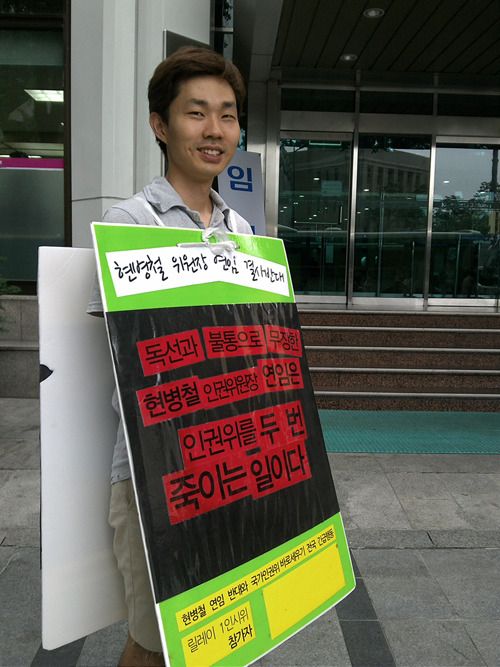 임
현병철 위원장 연임 결사반대
독선과 불통으로 무장한
현병철 인권위원장 연임은
인권위를 두 번
죽이는 일이다
현병철 연임 반대와 국가인권위 바로세우기 전국 긴급행동
릴레이 1인시위
참가자